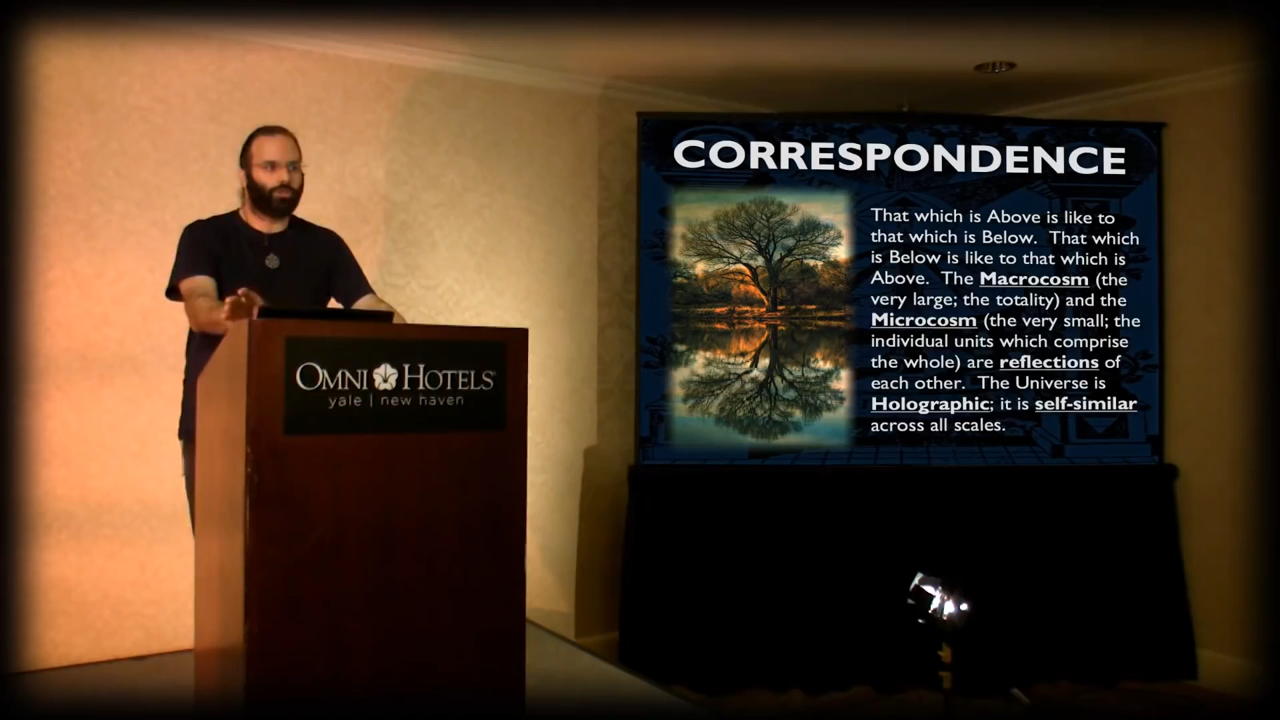 OMNI HOTELS
yale | new haven
CORRESPONDENCE
That which is Above is like to
that which is Below. That which
is Below is like to that which is
Above. The Macrocosm (the
very large; the totality) and the
Microcosm (the very small; the
individual units which comprise
the whole) are reflections of
each other. The Universe is
Holographic; it is self-similar
across all scales.